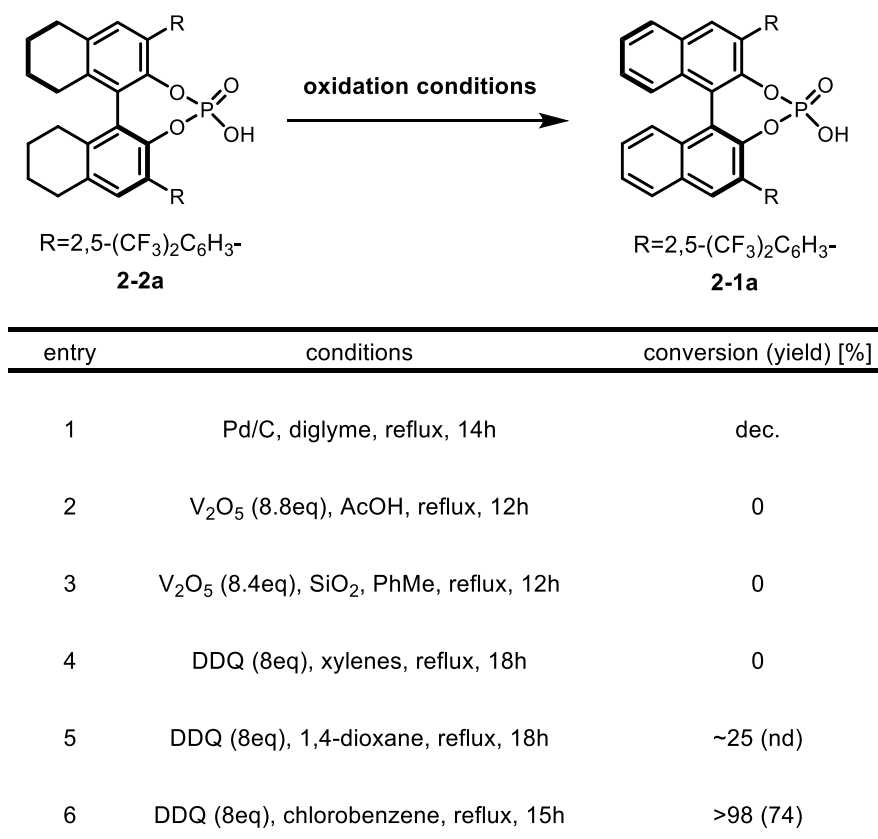 R
R
O
O
O
P
P
oxidation conditions
O
O
O
OH
OH
R
R
R=2,5-(CF₃)₂C₆H₃-
R=2,5-(CF₃)₂C₆H₃-
2-2a
2-1a
entry conditions conversion (yield) [%]
1 Pd/C, diglyme, reflux, 14h dec.
2 V₂O₅ (8.8eq), AcOH, reflux, 12h 0
3 V₂O₅ (8.4eq), SiO₂, PhMe, reflux, 12h 0
4 DDQ (8eq), xylenes, reflux, 18h 0
5 DDQ (8eq), 1,4-dioxane, reflux, 18h ~25 (nd)
6 DDQ (8eq), chlorobenzene, reflux, 15h >98 (74)